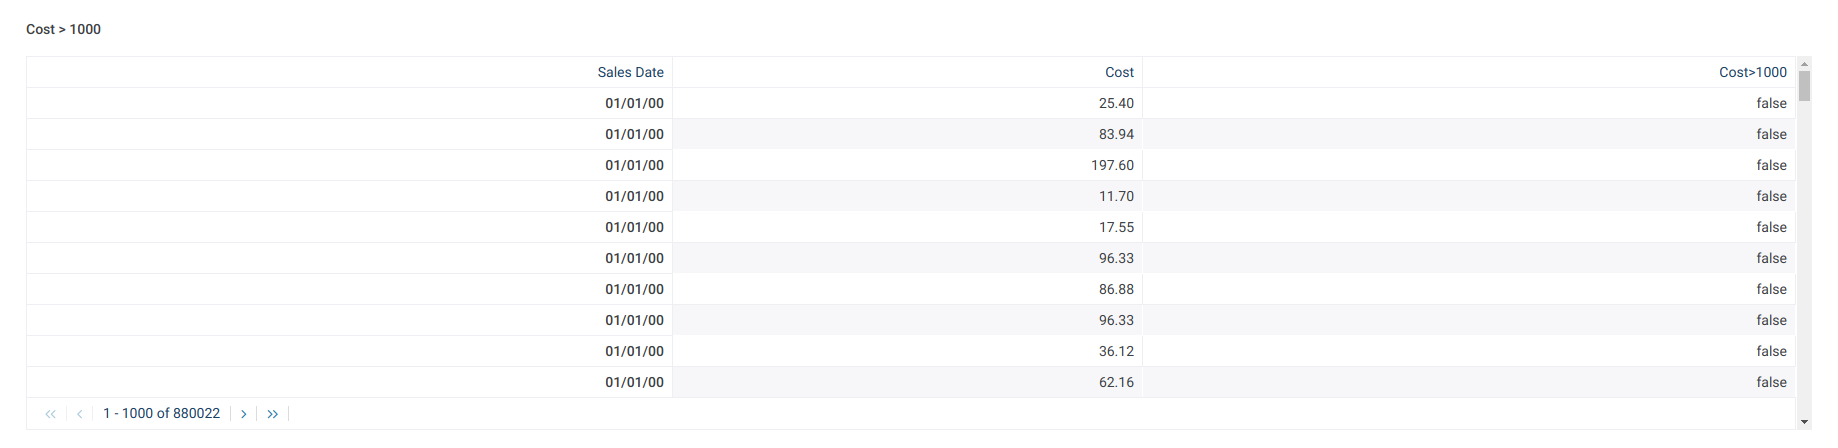 Cost > 1000
Sales Date Cost Cost>1000
01/01/00 25.40 false
01/01/00 83.94 false
01/01/00 197.60 false
01/01/00 11.70 false
01/01/00 17.55 false
01/01/00 96.33 false
01/01/00 86.88 false
01/01/00 96.33 false
01/01/00 36.12 false
01/01/00 62.16 false
1 - 1000 of 880022